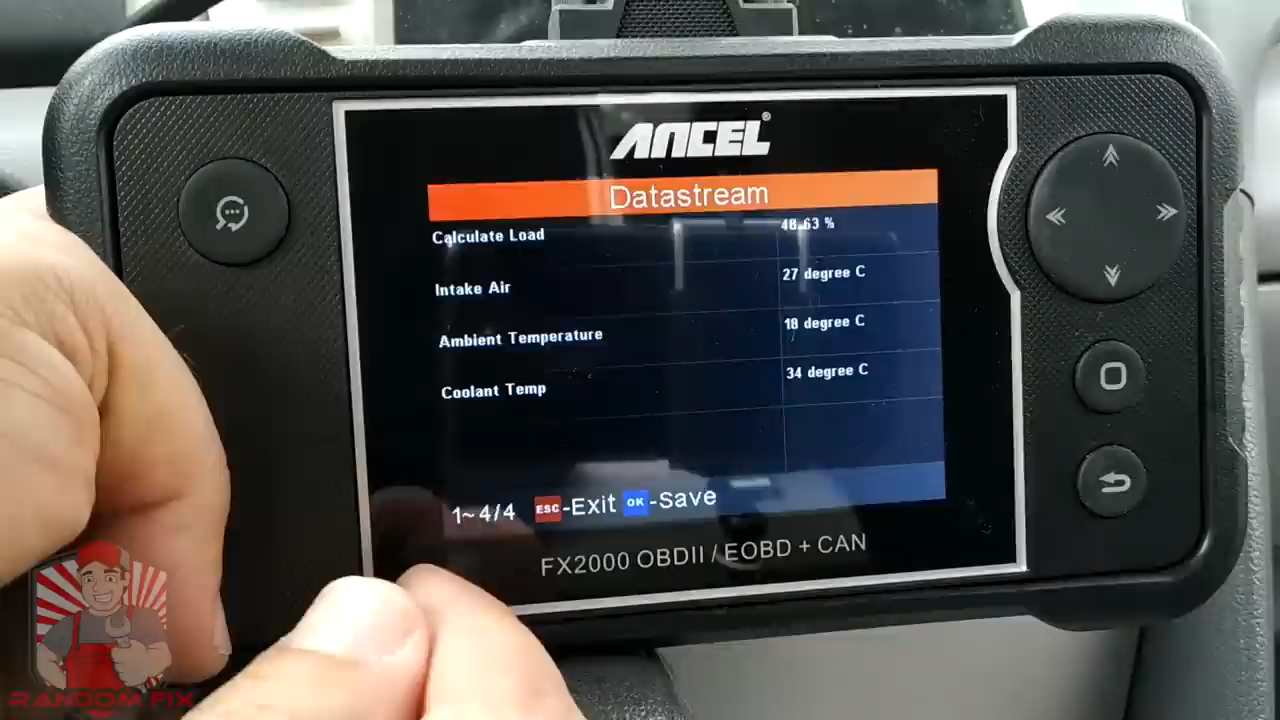 ANCEL®
Datastream
Calculate Load 48.63 %
Intake Air 27 degree C
Ambient Temperature 18 degree C
Coolant Temp 34 degree C
1~4/4 ESC-Exit OK-Save
FX2000 OBDII / EOBD + CAN
RANDOM FIX